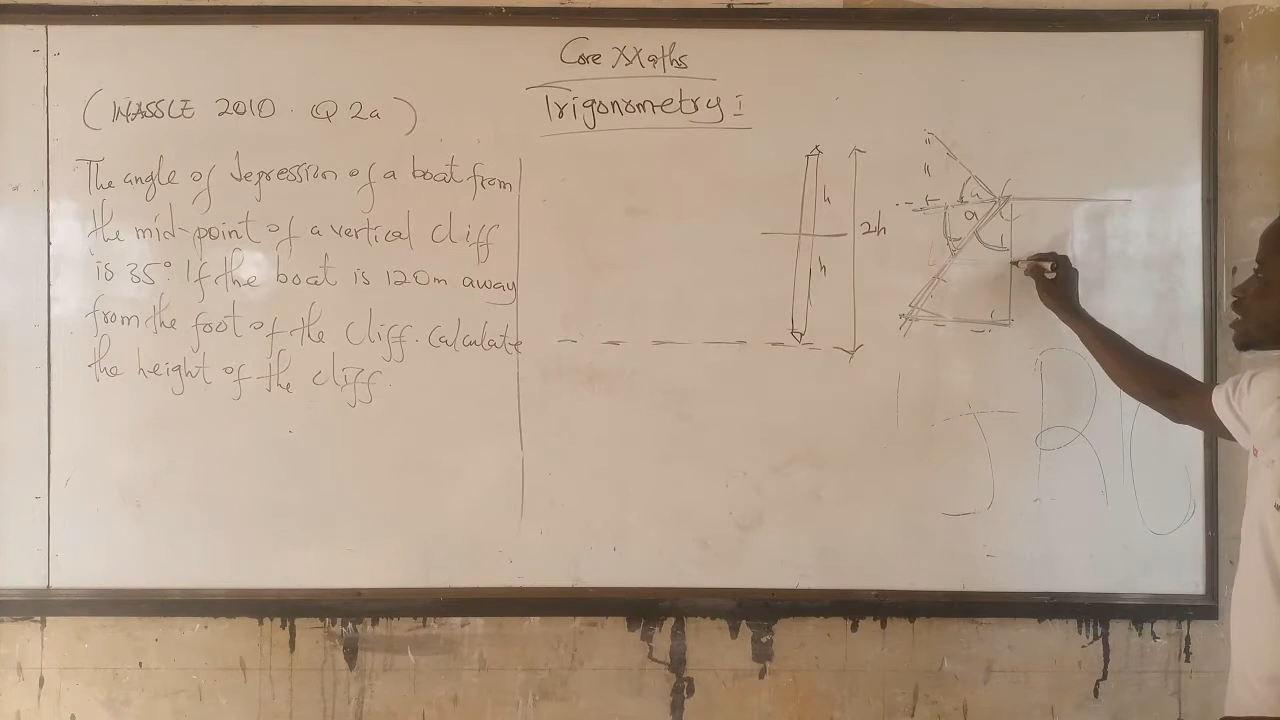 Core Maths
Trigonometry I
(WASSCE 2010. Q 2a)
The angle of depression of a boat from
the mid-point of a vertical cliff
is 35°. If the boat is 120m away
from the foot of the cliff. Calculate
the height of the cliff.
h
2h
h
a
JRC